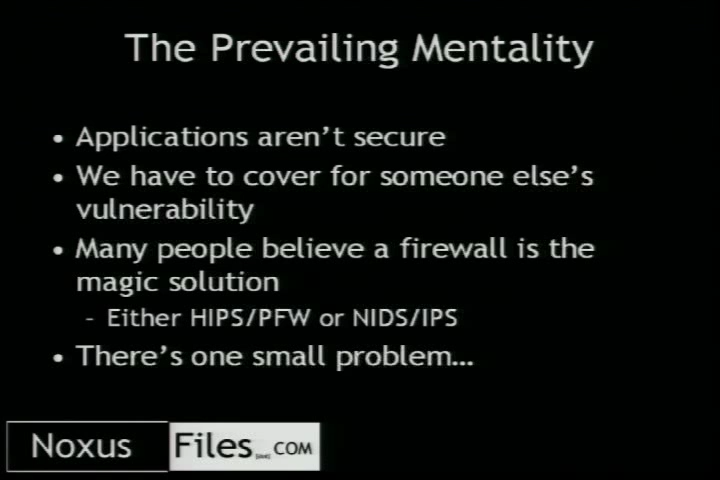 The Prevailing Mentality
• Applications aren't secure
• We have to cover for someone else's
vulnerability
• Many people believe a firewall is the
magic solution
- Either HIPS/PFW or NIDS/IPS
• There's one small problem...
Noxus Files .COM